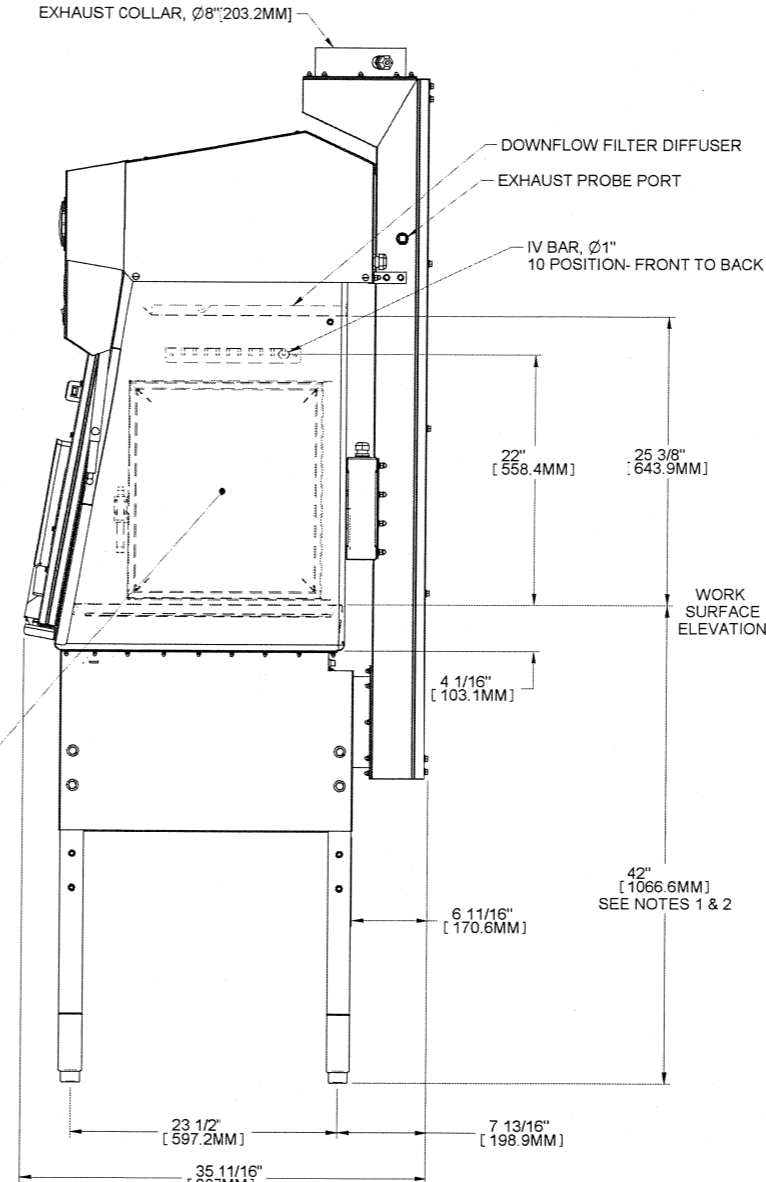 EXHAUST COLLAR, Ø8"[203.2MM]
DOWNFLOW FILTER DIFFUSER
EXHAUST PROBE PORT
IV BAR, Ø1"
10 POSITION- FRONT TO BACK
22"
[558.4MM]
25 3/8"
[643.9MM]
WORK
SURFACE
ELEVATION
4 1/16"
[103.1MM]
42"
[1066.6MM]
SEE NOTES 1 & 2
6 11/16"
[170.6MM]
23 1/2"
[597.2MM]
7 13/16"
[198.9MM]
35 11/16"